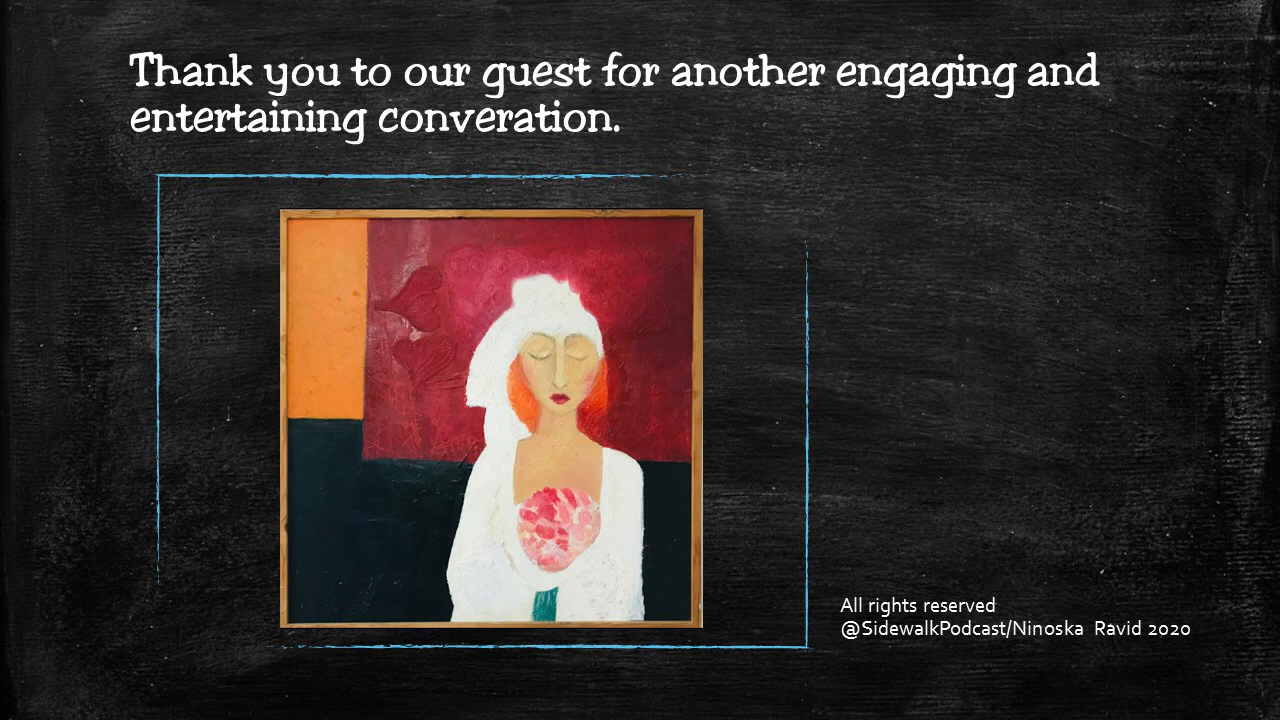 Thank you to our guest for another engaging and
entertaining converation.
All rights reserved
@SidewalkPodcast/Ninoska Ravid 2020